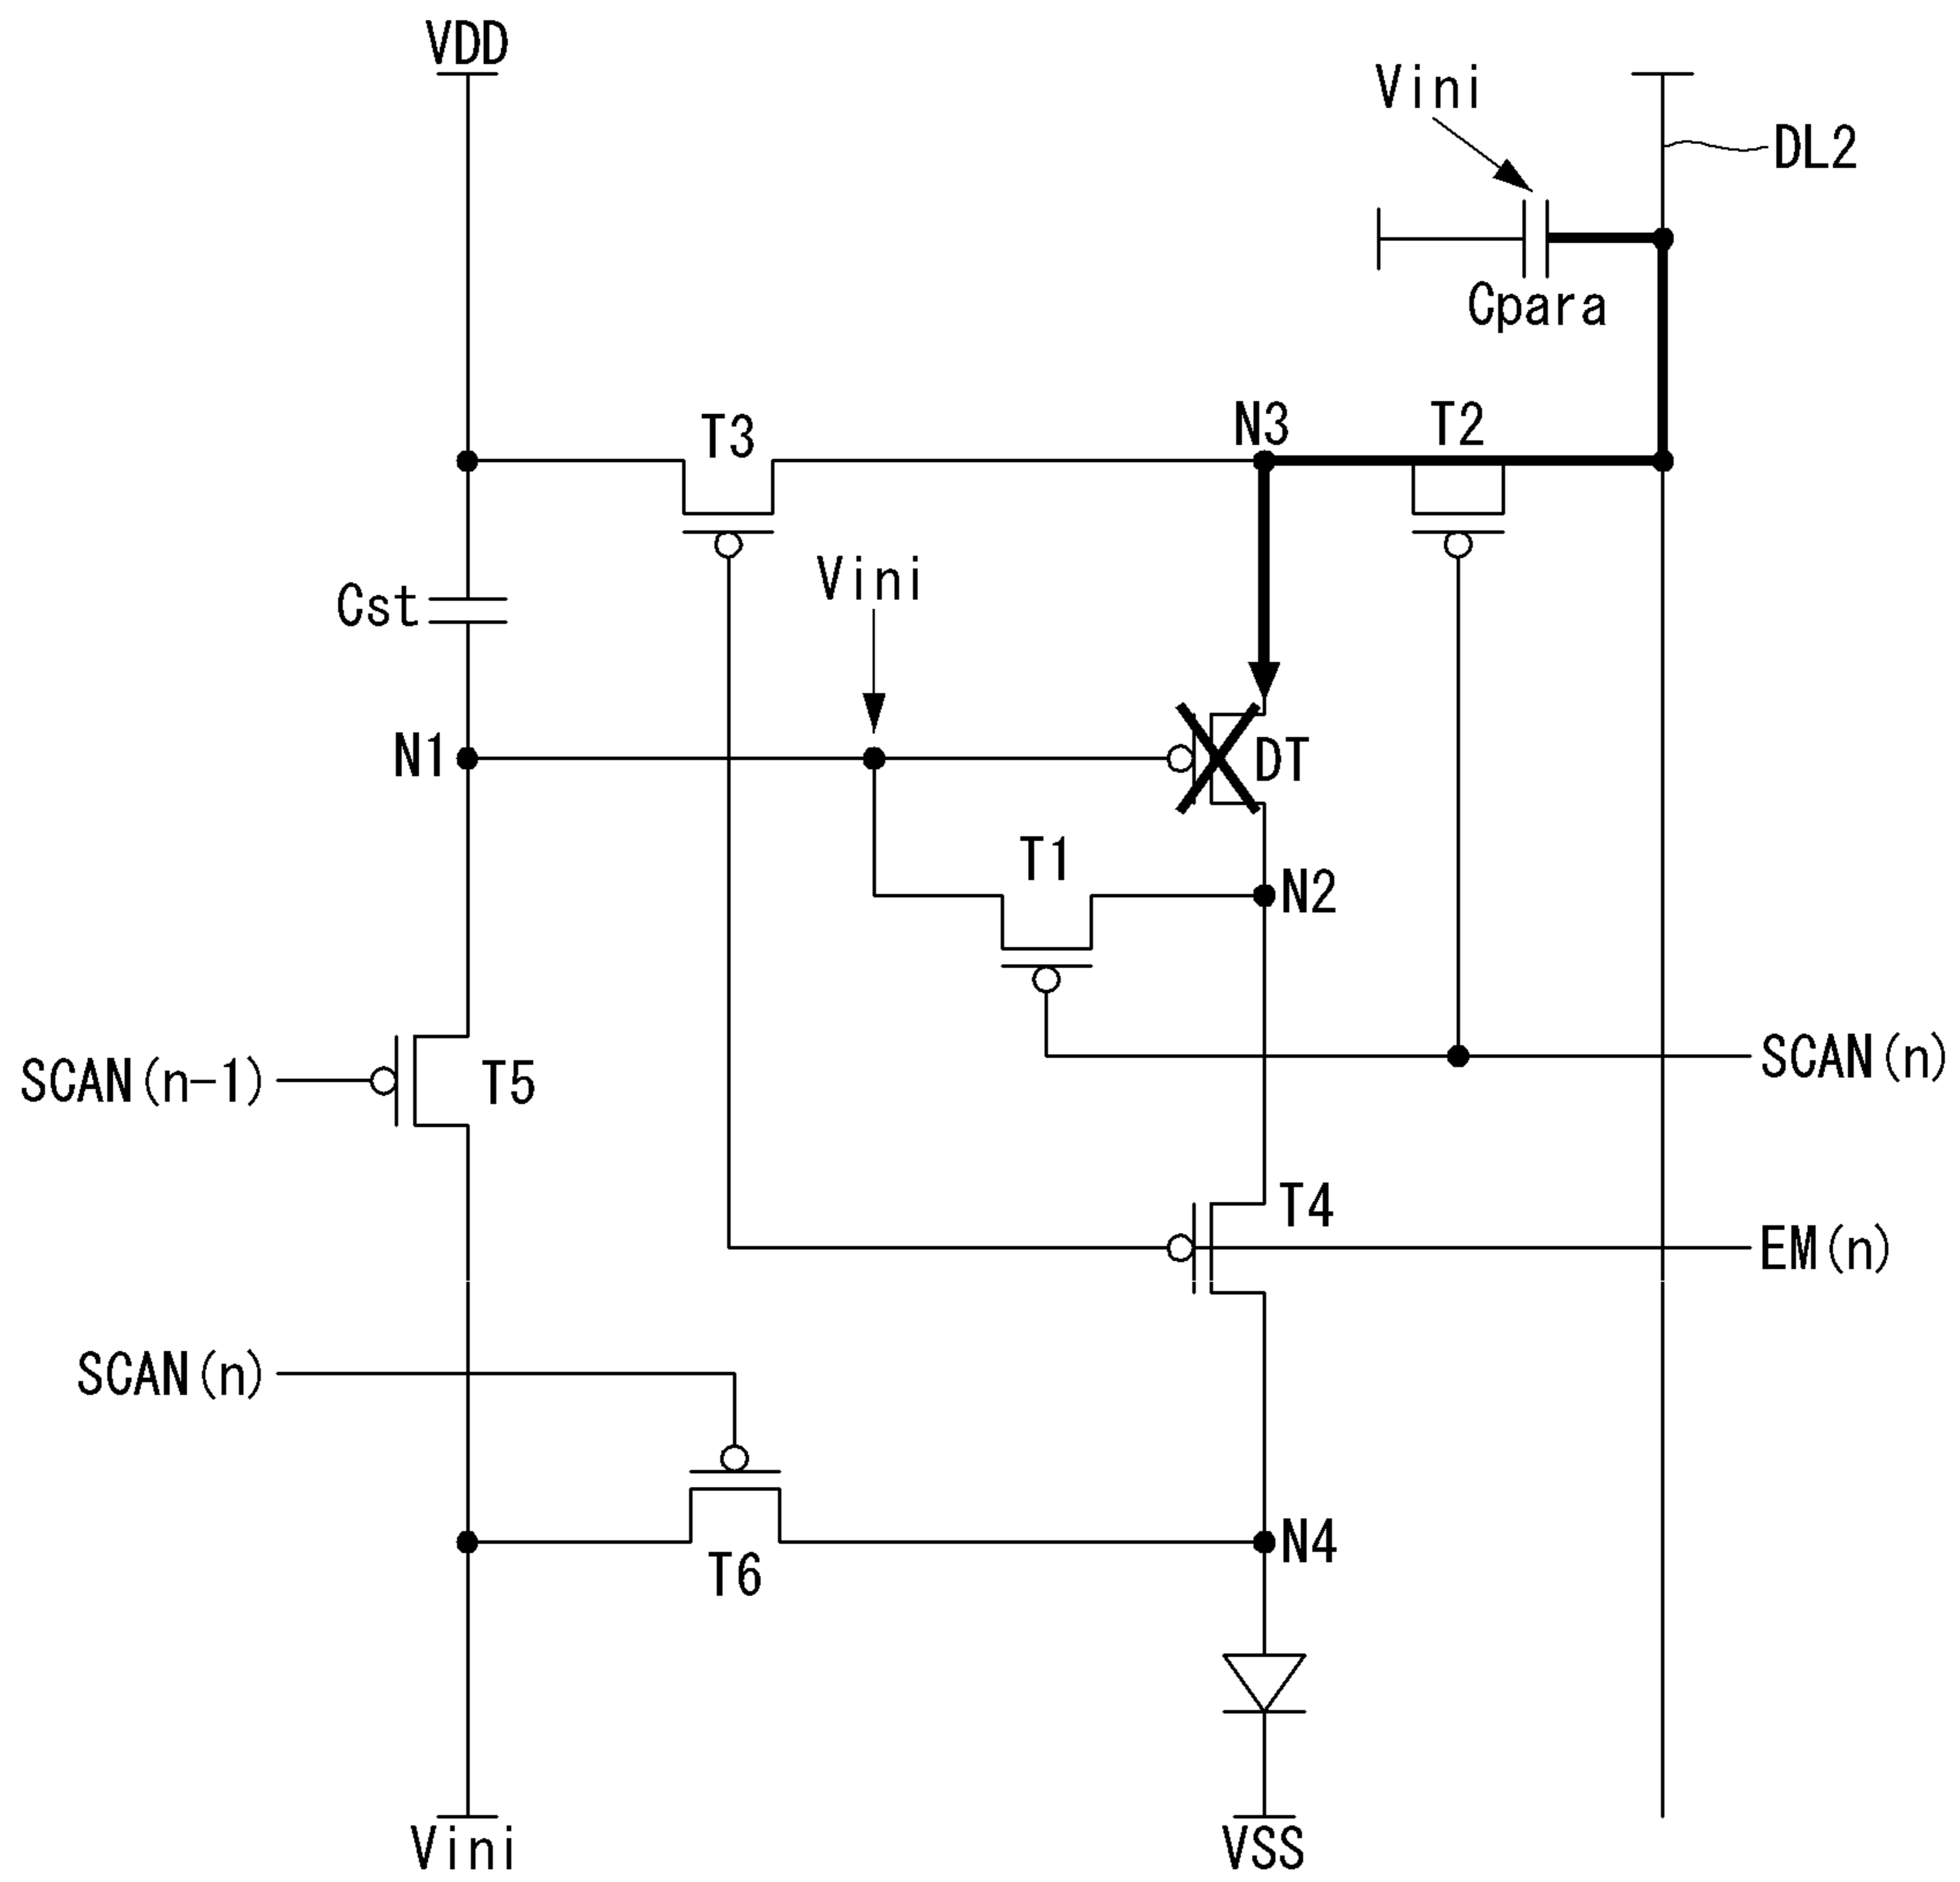 VDD
Vini
DL2
Cpara
T3
N3
T2
Vini
Cst
N1
DT
T1
N2
SCAN(n-1)
T5
SCAN(n)
T4
EM(n)
SCAN(n)
N4
T6
Vini
VSS